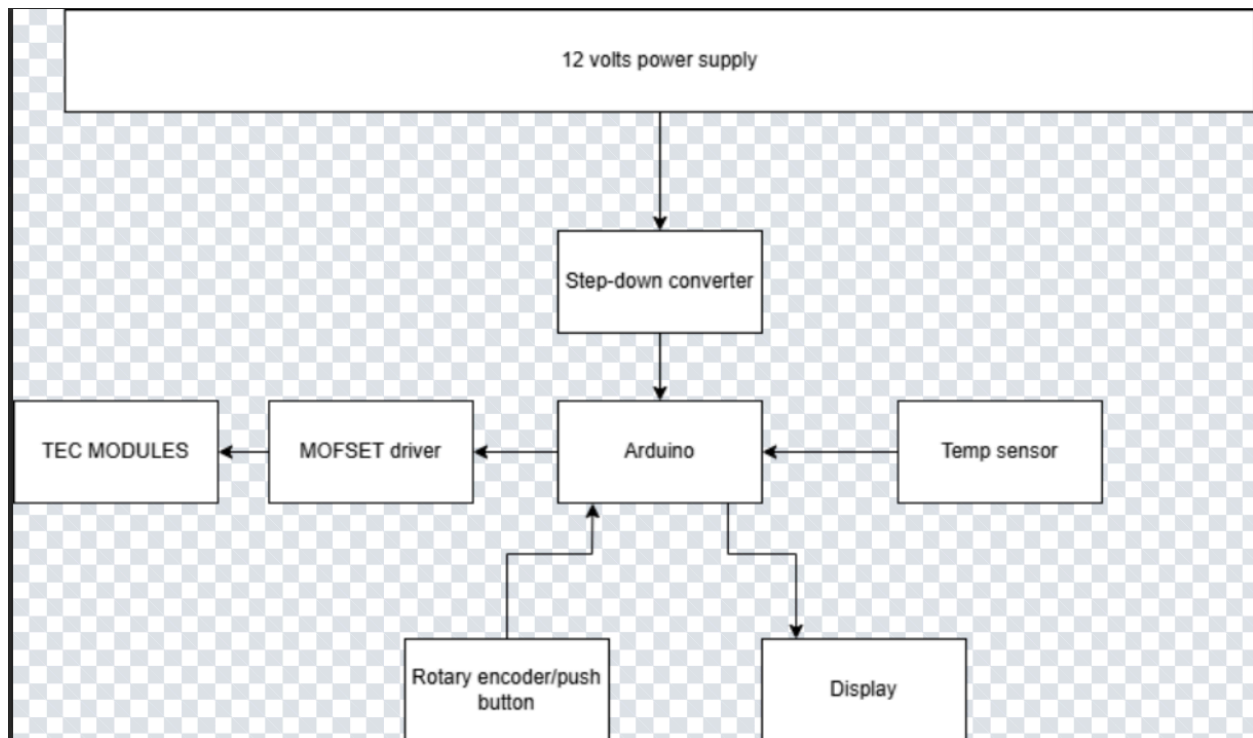 12 volts power supply
Step-down converter
TEC MODULES
MOFSET driver
Arduino
Temp sensor
Rotary encoder/push
button
Display